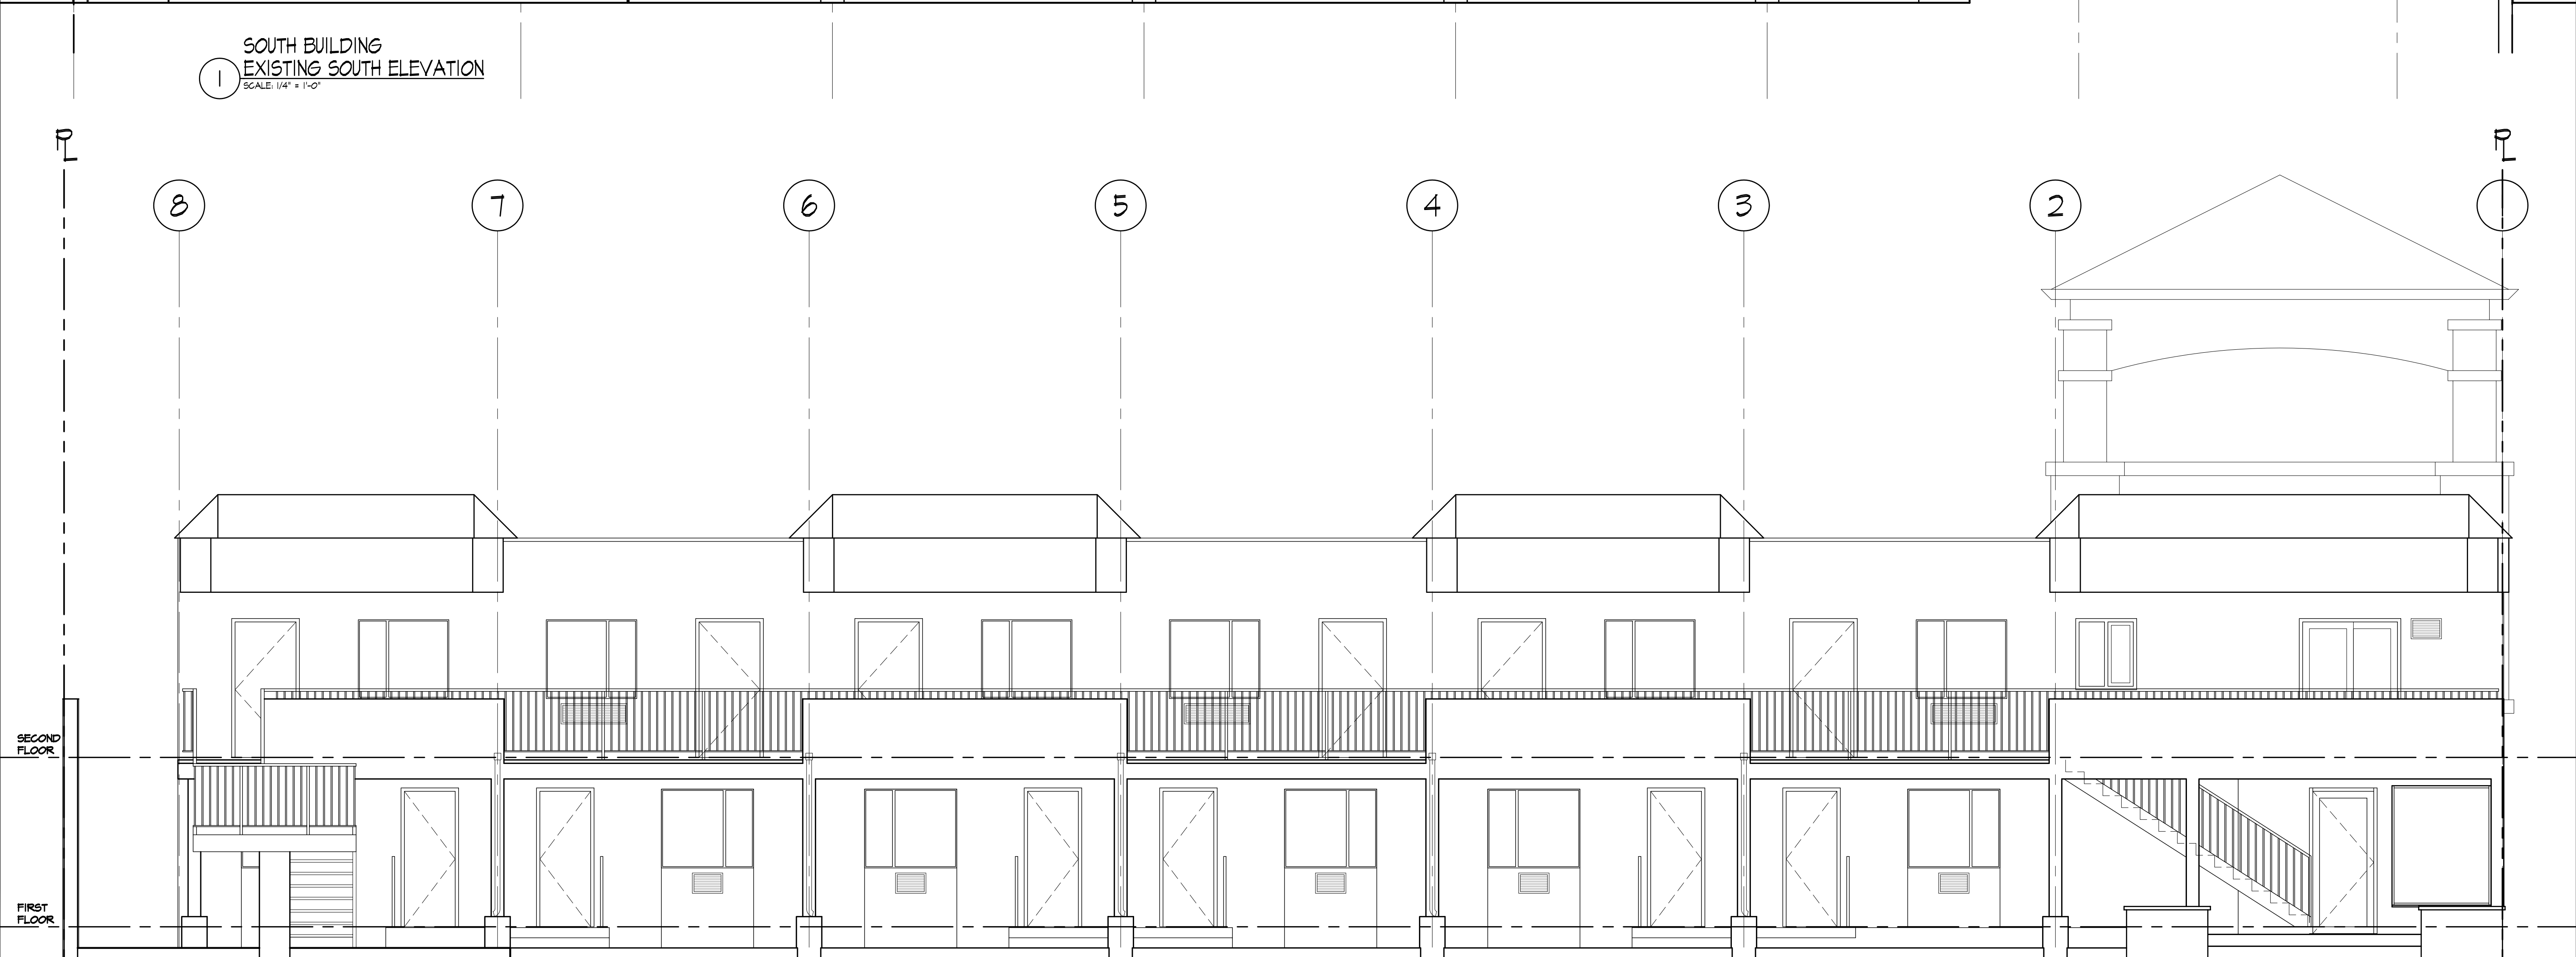 SOUTH BUILDING
1 EXISTING SOUTH ELEVATION
SCALE: 1/4" = 1'-0"
PL PL
8 7 6 5 4 3 2
SECOND
FLOOR
FIRST
FLOOR